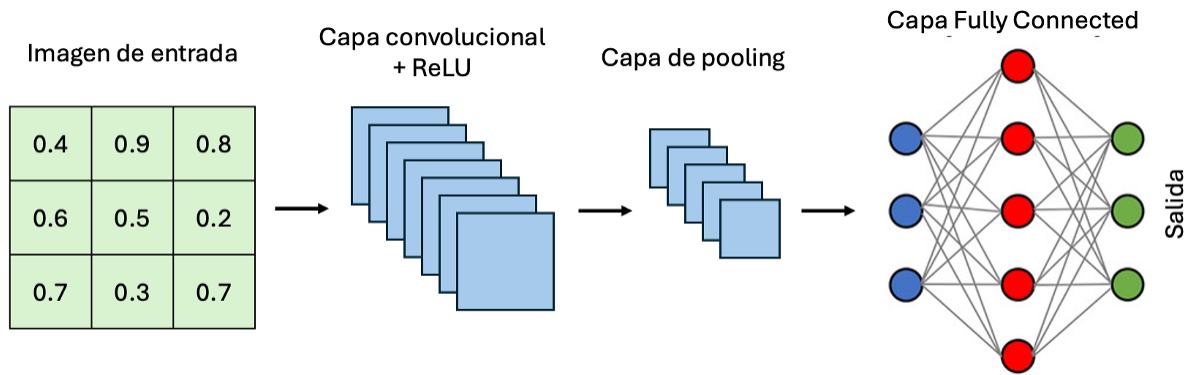 Imagen de entrada
Capa convolucional
+ ReLU
Capa de pooling
Capa Fully Connected
0.4 0.9 0.8
0.6 0.5 0.2
0.7 0.3 0.7
Salida